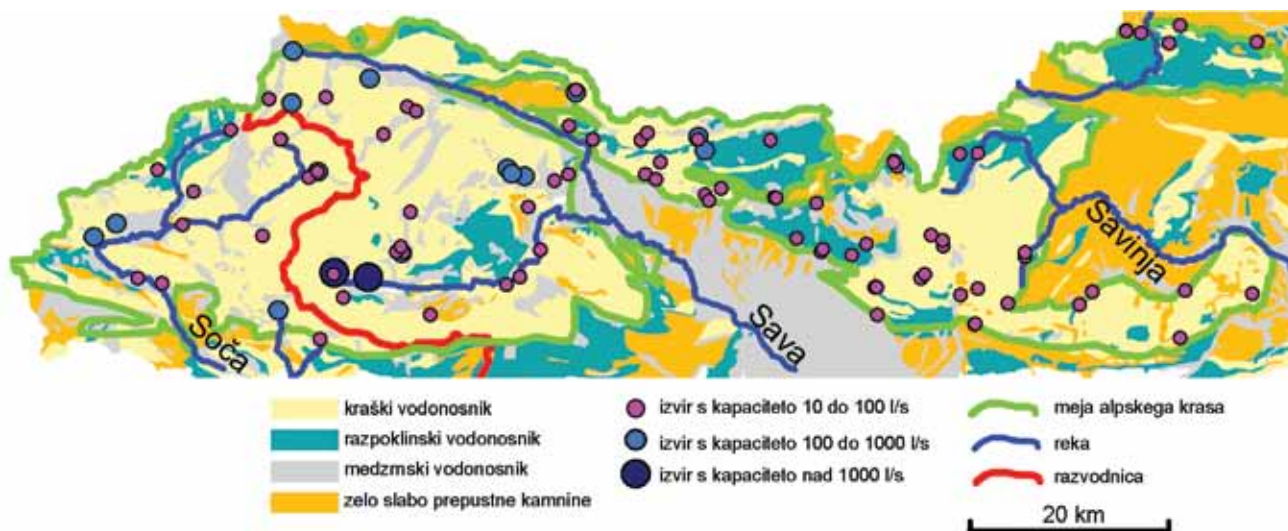 Soča
Sava
Savinja
kraški vodonosnik
razpoklinski vodonosnik
medzrnski vodonosnik
zelo slabo prepustne kamnine
izvir s kapaciteto 10 do 100 l/s
izvir s kapaciteto 100 do 1000 l/s
izvir s kapaciteto nad 1000 l/s
meja alpskega krasa
reka
razvodnica
20 km